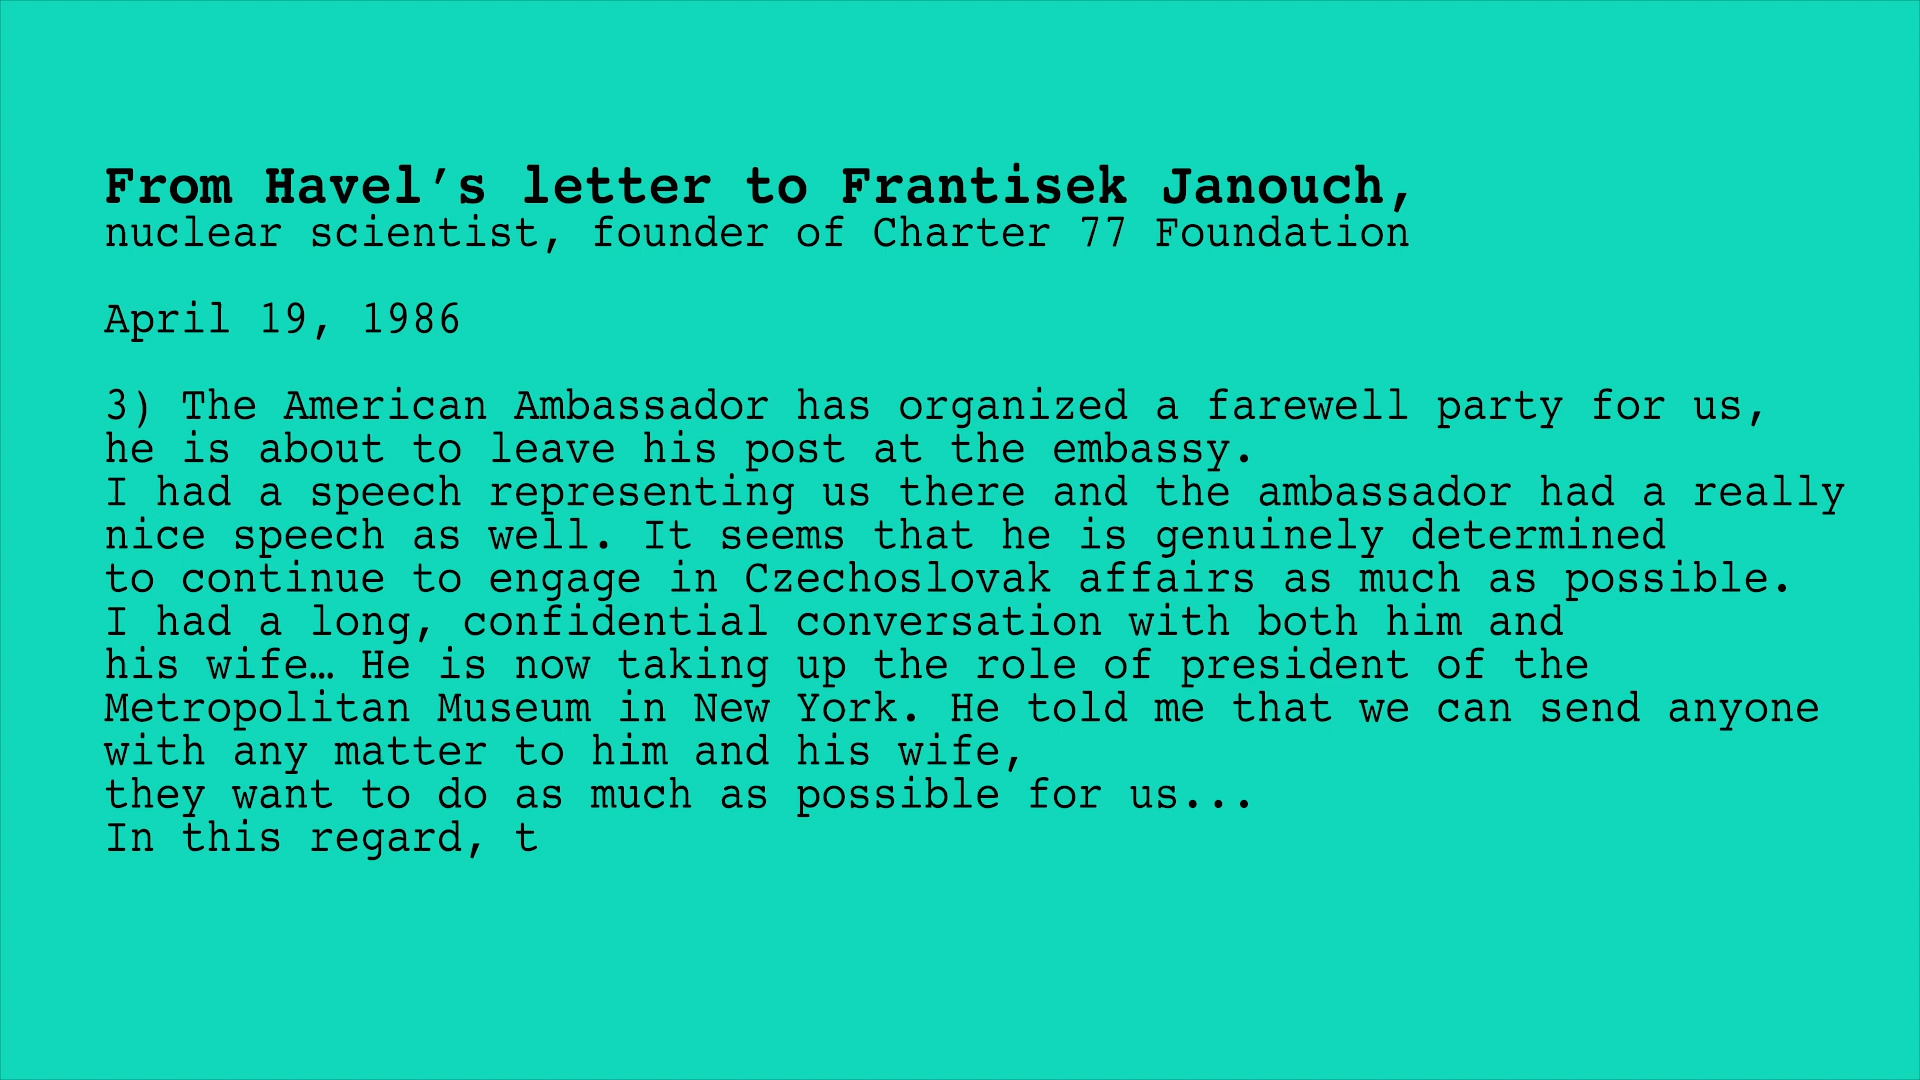 From Havel’s letter to Frantisek Janouch,
nuclear scientist, founder of Charter 77 Foundation
April 19, 1986
3) The American Ambassador has organized a farewell party for us,
he is about to leave his post at the embassy.
I had a speech representing us there and the ambassador had a really
nice speech as well. It seems that he is genuinely determined
to continue to engage in Czechoslovak affairs as much as possible.
I had a long, confidential conversation with both him and
his wife… He is now taking up the role of president of the
Metropolitan Museum in New York. He told me that we can send anyone
with any matter to him and his wife,
they want to do as much as possible for us...
In this regard, t